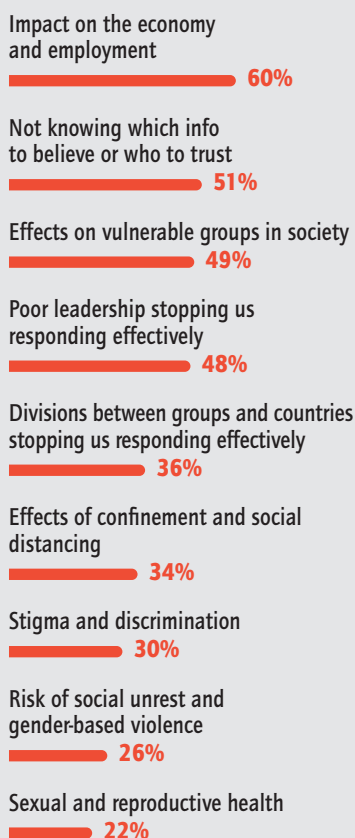 Impact on the economy
and employment
60%
Not knowing which info
to believe or who to trust
51%
Effects on vulnerable groups in society
49%
Poor leadership stopping us
responding effectively
48%
Divisions between groups and countries
stopping us responding effectively
36%
Effects of confinement and social
distancing
34%
Stigma and discrimination
30%
Risk of social unrest and
gender-based violence
26%
Sexual and reproductive health
22%